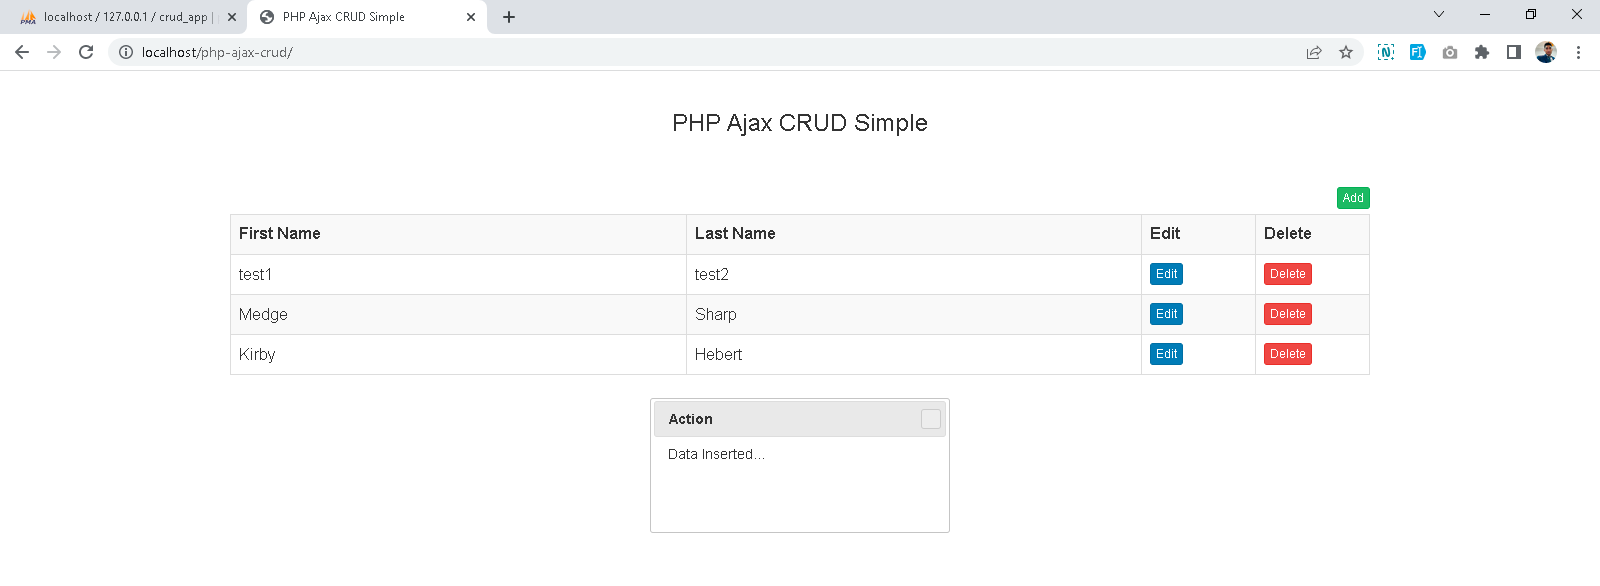 PMA localhost / 127.0.0.1 / crud_app |
PHP Ajax CRUD Simple
localhost/php-ajax-crud/
PHP Ajax CRUD Simple
Add
First Name Last Name Edit Delete
test1 test2 Edit Delete
Medge Sharp Edit Delete
Kirby Hebert Edit Delete
Action
Data Inserted...